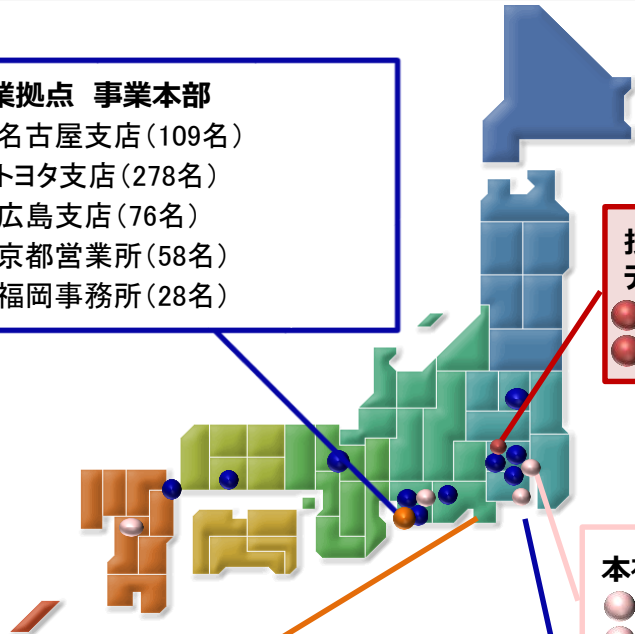 業拠点 事業本部
名古屋支店(109名)
トヨタ支店(278名)
広島支店(76名)
京都営業所(58名)
福岡事務所(28名)
本